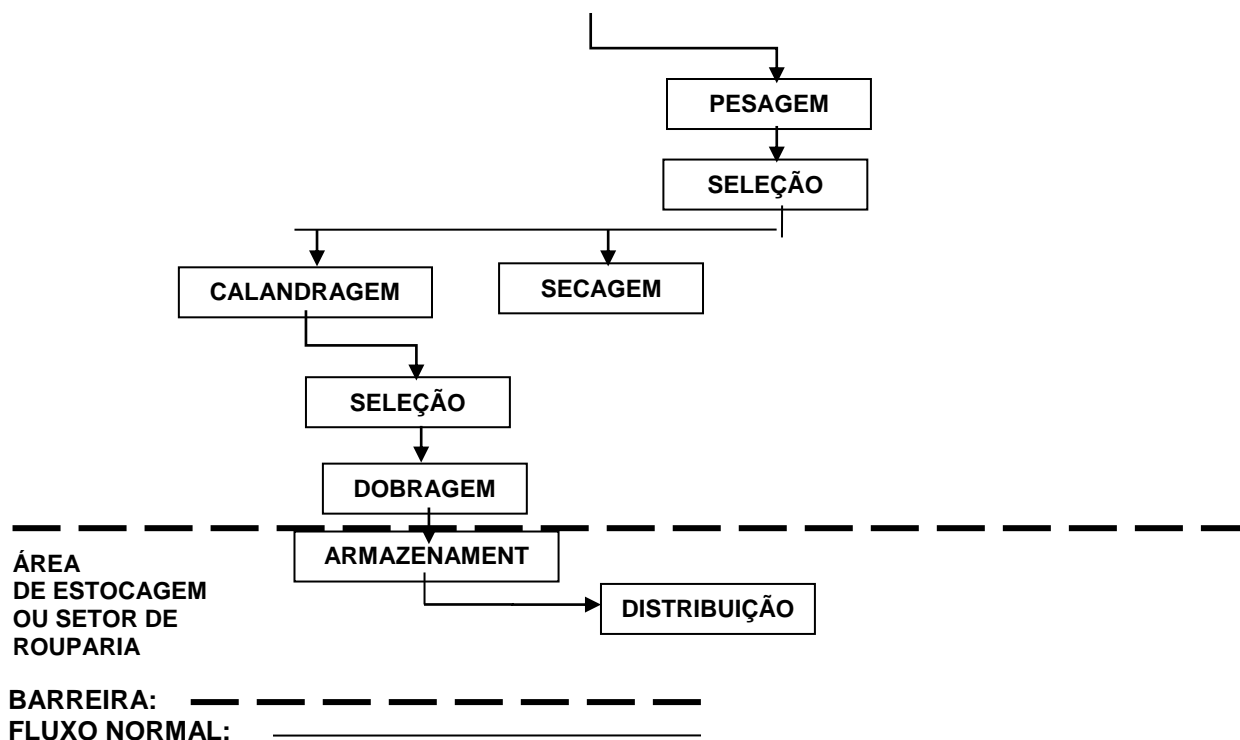 PESAGEM
SELEÇÃO
CALANDRAGEM
SECAGEM
SELEÇÃO
DOBRAGEM
ARMAZENAMENT
ÁREA
DE ESTOCAGEM
OU SETOR DE
ROUPARIA
DISTRIBUIÇÃO
BARREIRA:
FLUXO NORMAL: